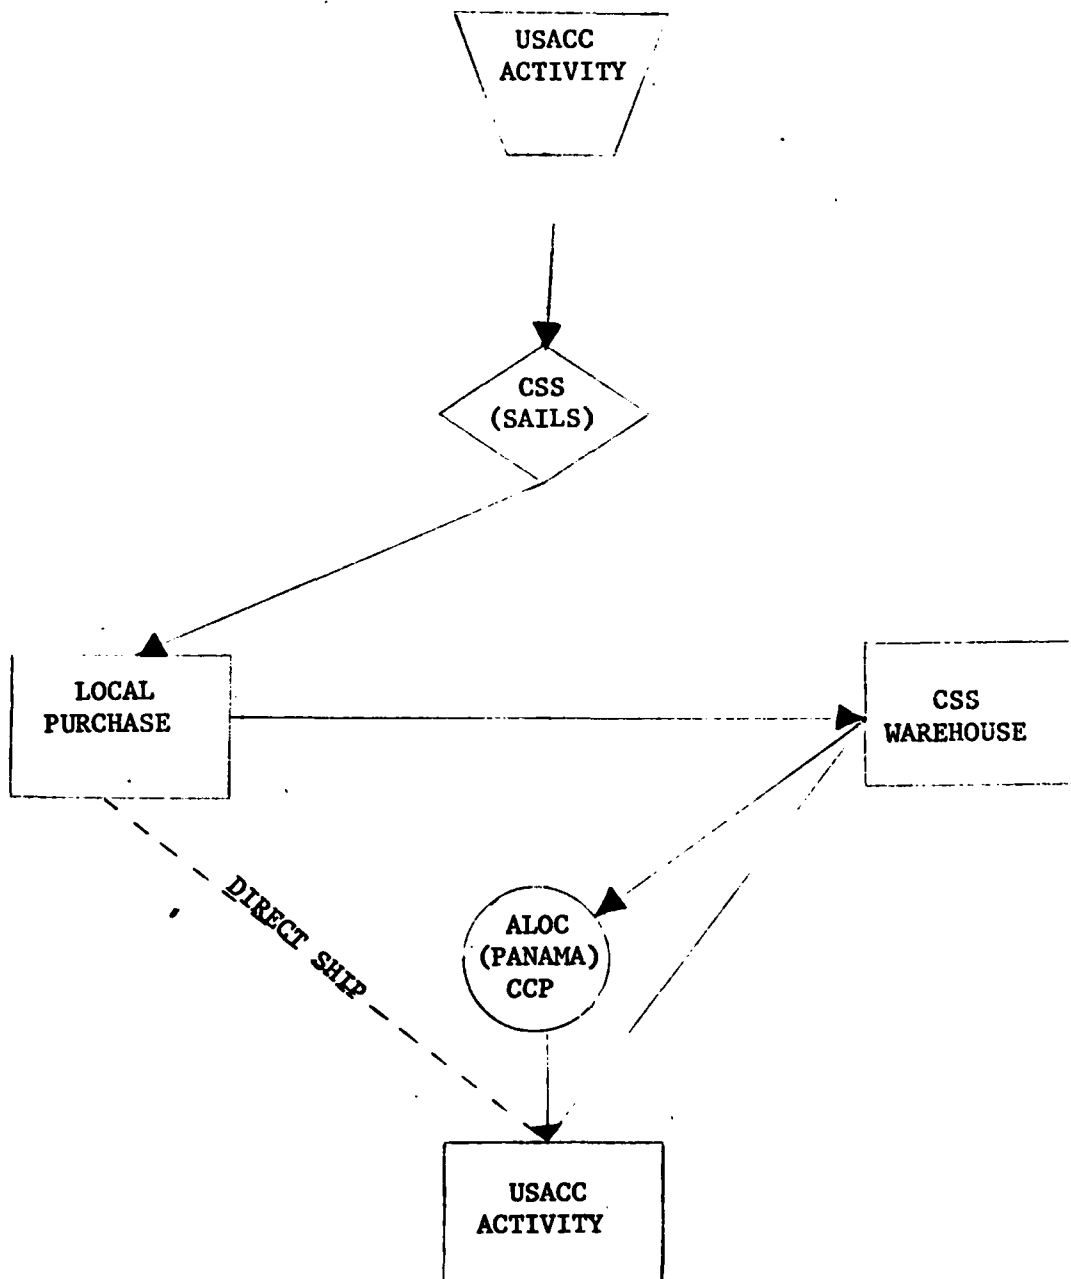 USACC
ACTIVITY
CSS
(SAILS)
LOCAL
PURCHASE
CSS
WAREHOUSE
DIRECT SHIP
ALOC
(PANAMA)
CCP
USACC
ACTIVITY